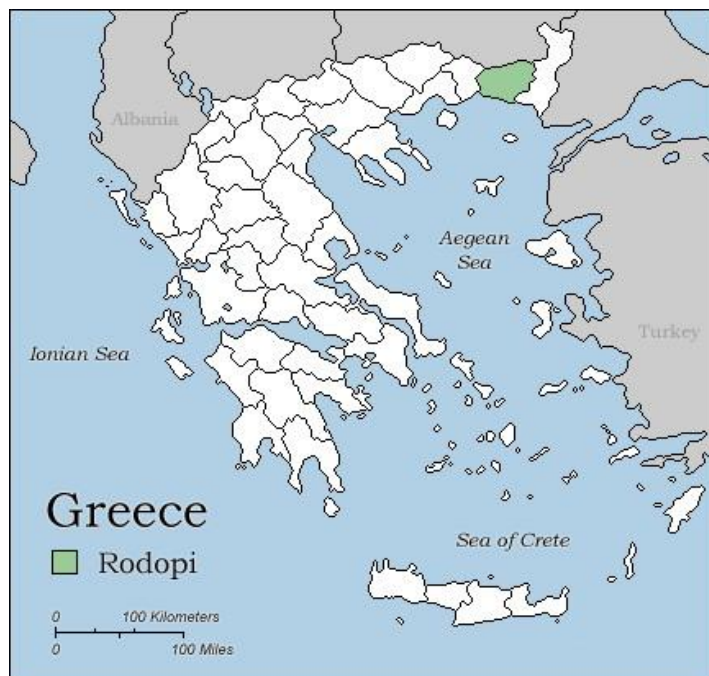 Albania
Aegean
Sea
Turkey
Ionian Sea
Greece
Rodopi
Sea of Crete
0 100 Kilometers
0 100 Miles